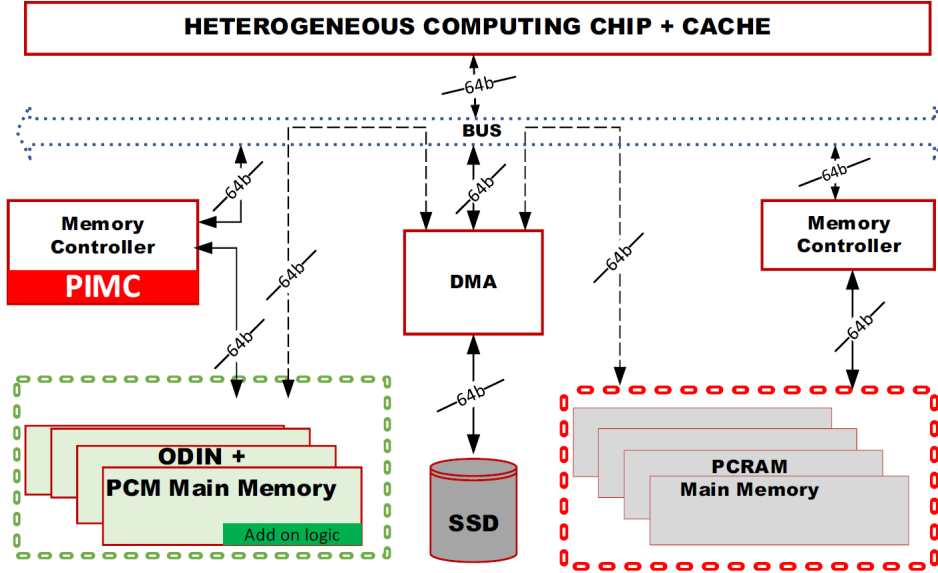 HETEROGENEOUS COMPUTING CHIP + CACHE
64b
BUS
64b
64b
64b
Memory
Controller
PIMC
DMA
Memory
Controller
64b
64b
64b
64b
64b
ODIN +
PCM Main Memory
Add on logic
SSD
PCRAM
Main Memory